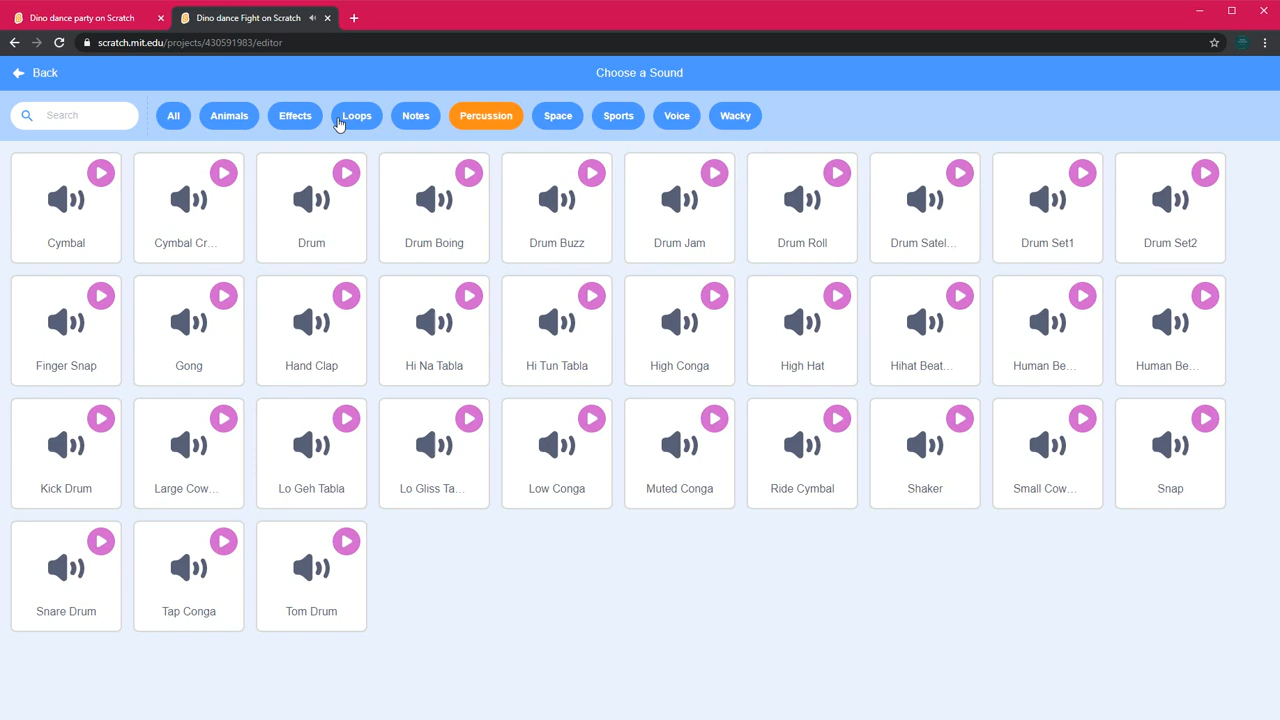 Dino dance party on Scratch
Dino dance Fight on Scratch
scratch.mit.edu/projects/430591983/editor
Back
Choose a Sound
Search
All
Animals
Effects
Loops
Notes
Percussion
Space
Sports
Voice
Wacky
Cymbal
Cymbal Cr...
Drum
Drum Boing
Drum Buzz
Drum Jam
Drum Roll
Drum Satel...
Drum Set1
Drum Set2
Finger Snap
Gong
Hand Clap
Hi Na Tabla
Hi Tun Tabla
High Conga
High Hat
Hihat Beat...
Human Be...
Human Be...
Kick Drum
Large Cow...
Lo Geh Tabla
Lo Gliss Ta...
Low Conga
Muted Conga
Ride Cymbal
Shaker
Small Cow...
Snap
Snare Drum
Tap Conga
Tom Drum